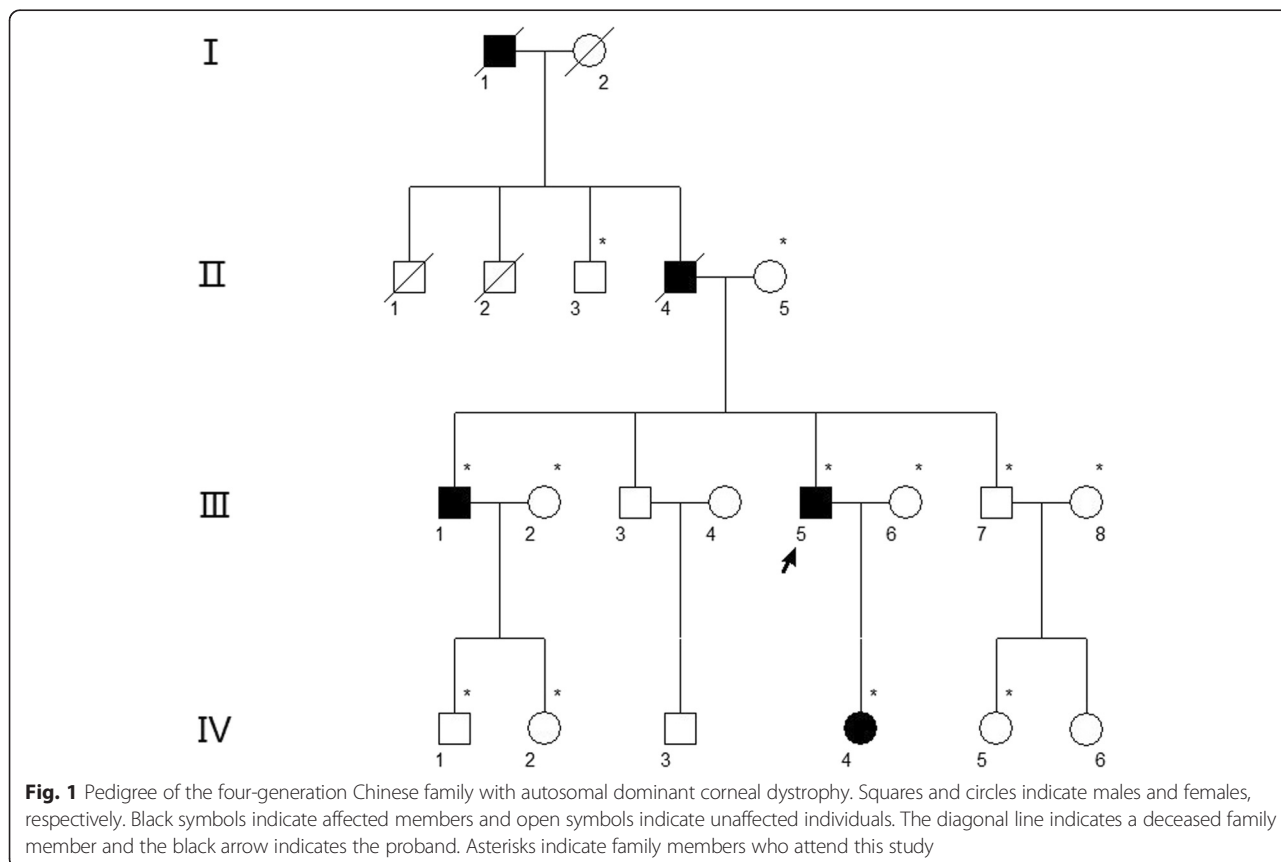 I
1
2
* *
II
1 2 3 4 5
* * * * *
* *
III
1 2 3 4 5 6 7 8
* * * *
IV
1 2 3 4 5 6
Fig. 1 Pedigree of the four-generation Chinese family with autosomal dominant corneal dystrophy. Squares and circles indicate males and females,
respectively. Black symbols indicate affected members and open symbols indicate unaffected individuals. The diagonal line indicates a deceased family
member and the black arrow indicates the proband. Asterisks indicate family members who attend this study